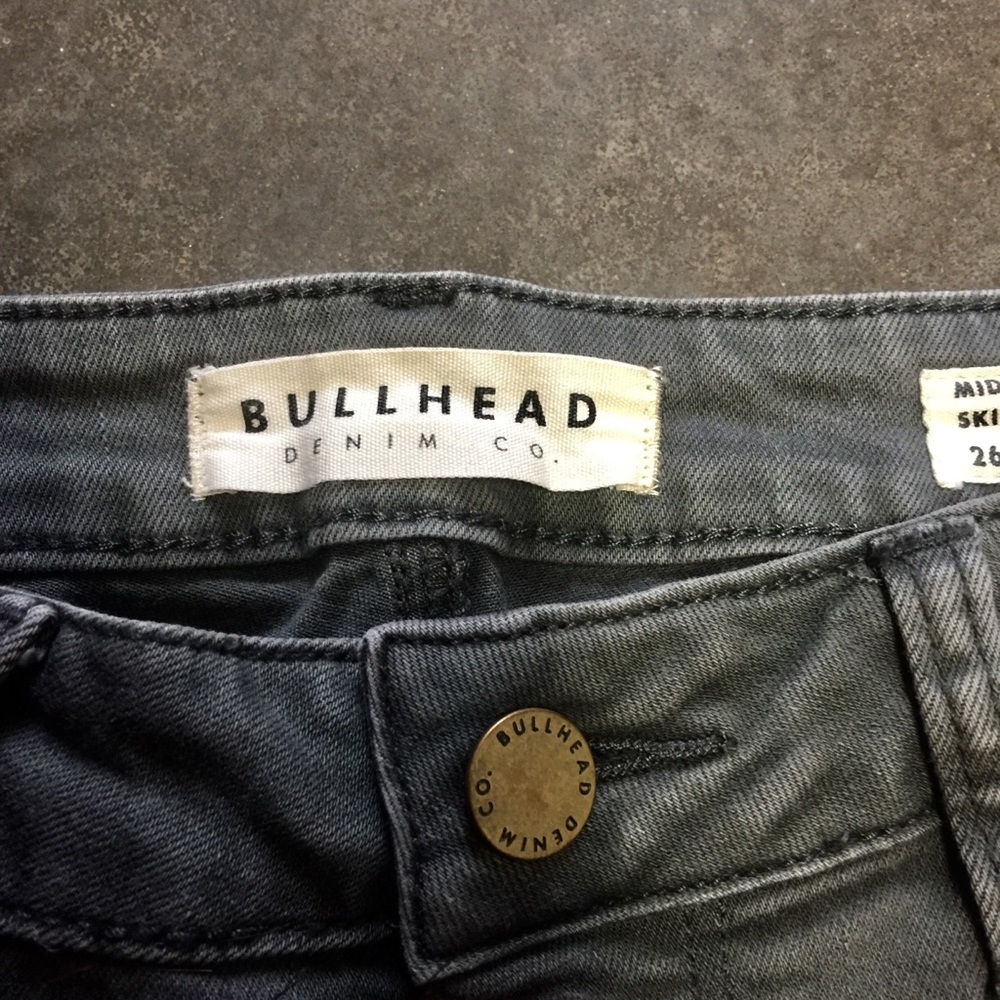 BULLHEAD
DENIM CO.
MID
SKI
26
BULLHEAD DENIM CO.